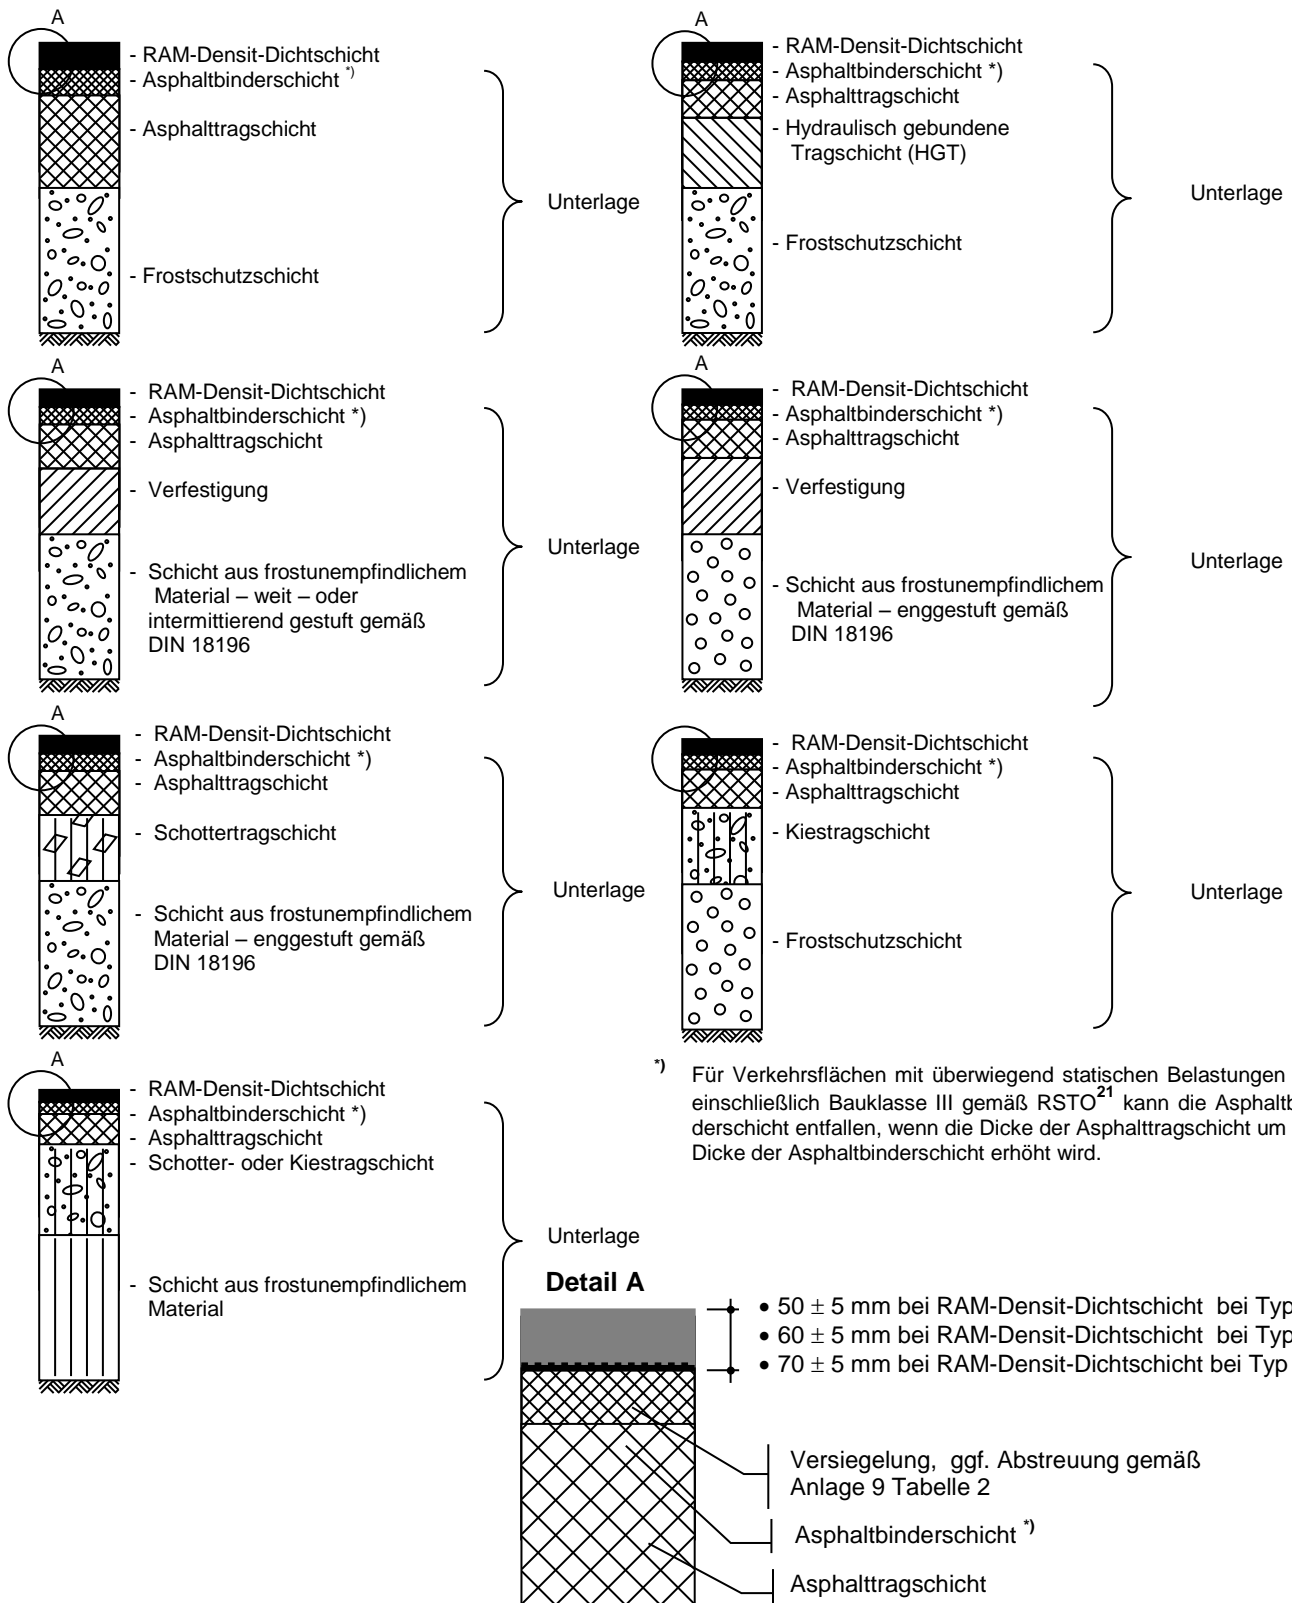 A
- RAM-Densit-Dichtschicht
- Asphaltbinderschicht *)
- Asphalttragschicht
- Frostschutzschicht
Unterlage
A
- RAM-Densit-Dichtschicht
- Asphaltbinderschicht *)
- Asphalttragschicht
- Hydraulisch gebundene
Tragschicht (HGT)
- Frostschutzschicht
Unterlage
A
- RAM-Densit-Dichtschicht
- Asphaltbinderschicht *)
- Asphalttragschicht
- Verfestigung
- Schicht aus frostunempfindlichem
Material – weit – oder
intermittierend gestuft gemäß
DIN 18196
Unterlage
A
- RAM-Densit-Dichtschicht
- Asphaltbinderschicht *)
- Asphalttragschicht
- Verfestigung
- Schicht aus frostunempfindlichem
Material – enggestuft gemäß
DIN 18196
Unterlage
A
- RAM-Densit-Dichtschicht
- Asphaltbinderschicht *)
- Asphalttragschicht
- Schottertragschicht
- Schicht aus frostunempfindlichem
Material – enggestuft gemäß
DIN 18196
Unterlage
- RAM-Densit-Dichtschicht
- Asphaltbinderschicht *)
- Asphalttragschicht
- Kiestragschicht
- Frostschutzschicht
Unterlage
A
- RAM-Densit-Dichtschicht
- Asphaltbinderschicht *)
- Asphalttragschicht
- Schotter- oder Kiestragschicht
- Schicht aus frostunempfindlichem
Material
Unterlage
*) Für Verkehrsflächen mit überwiegend statischen Belastungen
einschließlich Bauklasse III gemäß RSTO21 kann die Asphaltb
derschicht entfallen, wenn die Dicke der Asphalttragschicht um
Dicke der Asphaltbinderschicht erhöht wird.
Detail A
• 50 ± 5 mm bei RAM-Densit-Dichtschicht bei Typ
• 60 ± 5 mm bei RAM-Densit-Dichtschicht bei Typ
• 70 ± 5 mm bei RAM-Densit-Dichtschicht bei Typ
Versiegelung, ggf. Abstreuung gemäß
Anlage 9 Tabelle 2
Asphaltbinderschicht *)
Asphalttragschicht